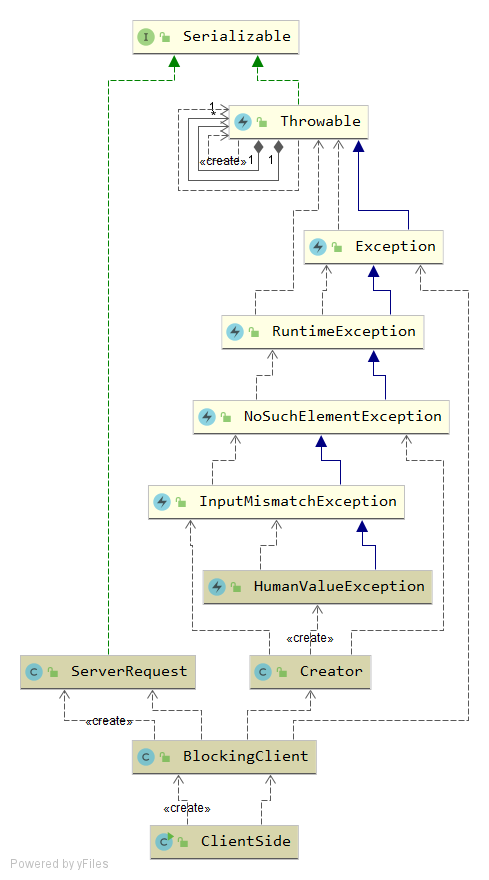 I Serializable
1
*
Throwable
«create»
1
1
Exception
RuntimeException
NoSuchElementException
InputMismatchException
HumanValueException
«create»
C ServerRequest
C Creator
«create»
C BlockingClient
«create»
C ClientSide
Powered by yFiles